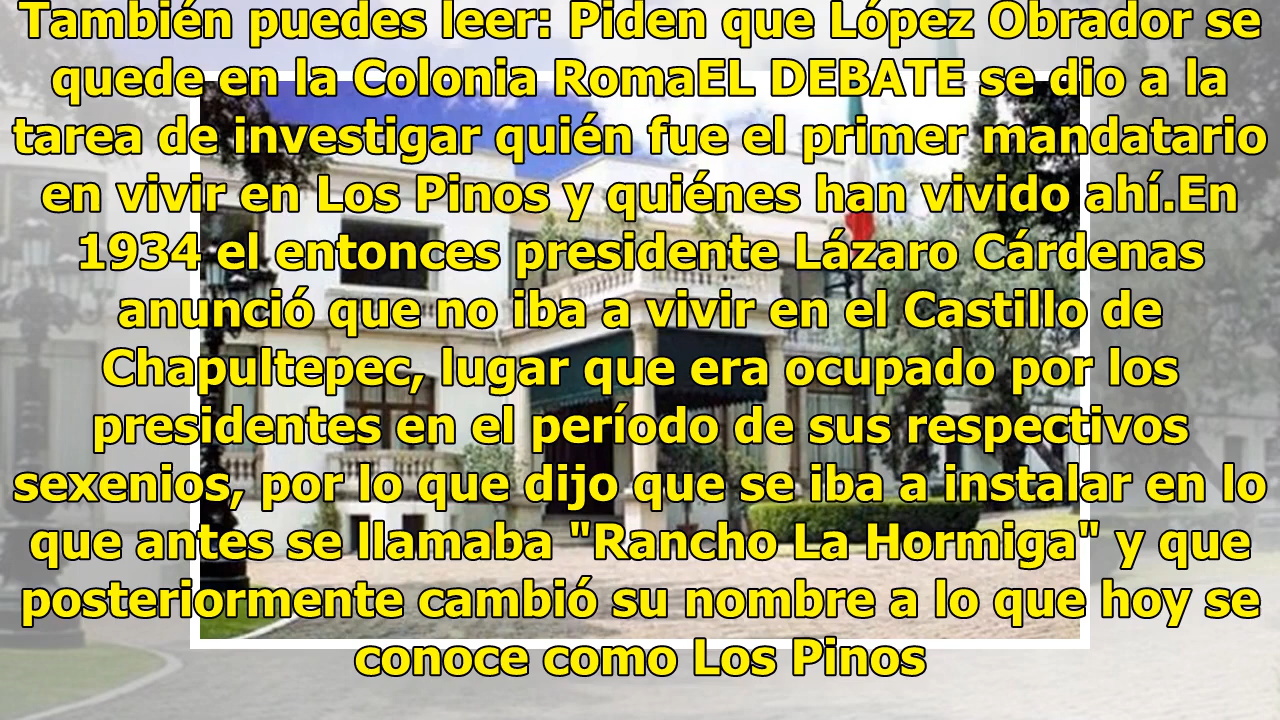 También puedes leer: Piden que López Obrador se
quede en la Colonia RomaEL DEBATE se dio a la
tarea de investigar quién fue el primer mandatario
en vivir en Los Pinos y quiénes han vivido ahí.En
1934 el entonces presidente Lázaro Cárdenas
anunció que no iba a vivir en el Castillo de
Chapultepec, lugar que era ocupado por los
presidentes en el período de sus respectivos
sexenios, por lo que dijo que se iba a instalar en lo
que antes se llamaba "Rancho La Hormiga" y que
posteriormente cambió su nombre a lo que hoy se
conoce como Los Pinos